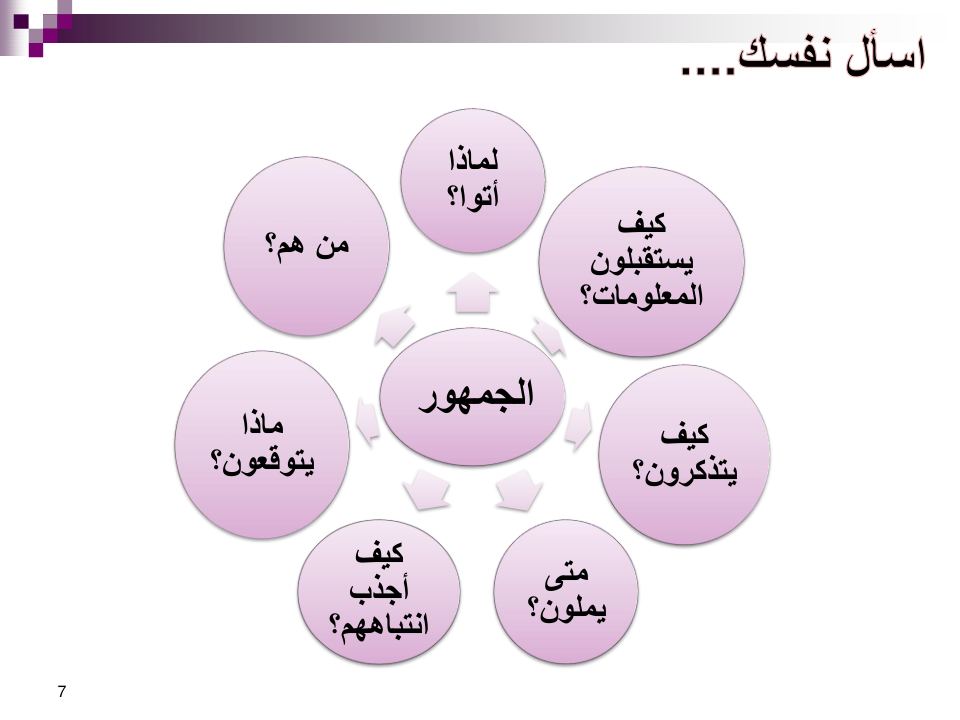 اسأل نفسك....
لماذا
أتوا؟
كيف
يستقبلون
المعلومات؟
كيف
يتذكرون؟
متى
يملون؟
كيف
أجذب
انتباههم؟
ماذا
يتوقعون؟
من هم؟
الجمهور
7